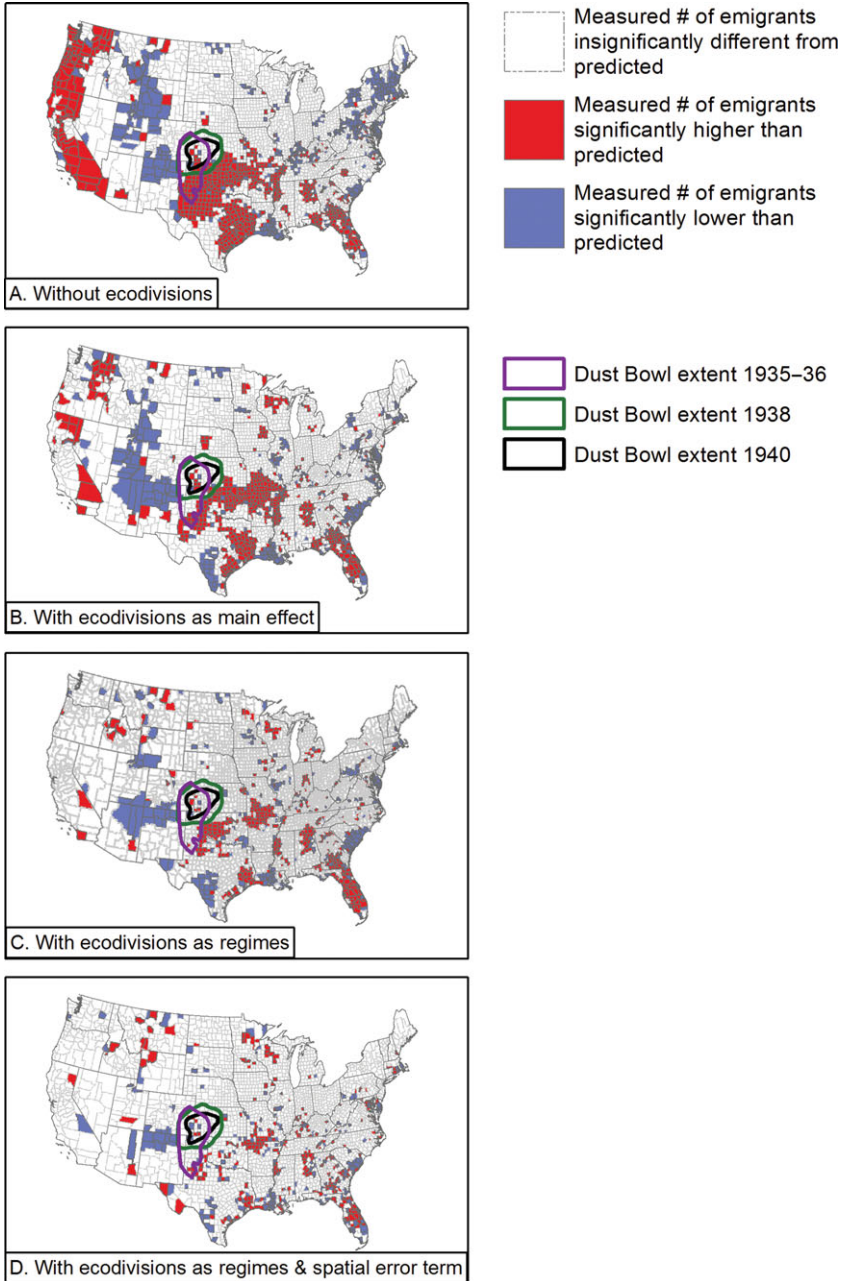 Measured # of emigrants
insignificantly different from
predicted
Measured # of emigrants
significantly higher than
predicted
Measured # of emigrants
significantly lower than
predicted
A. Without ecodivisions
Dust Bowl extent 1935–36
Dust Bowl extent 1938
Dust Bowl extent 1940
B. With ecodivisions as main effect
C. With ecodivisions as regimes
D. With ecodivisions as regimes & spatial error term